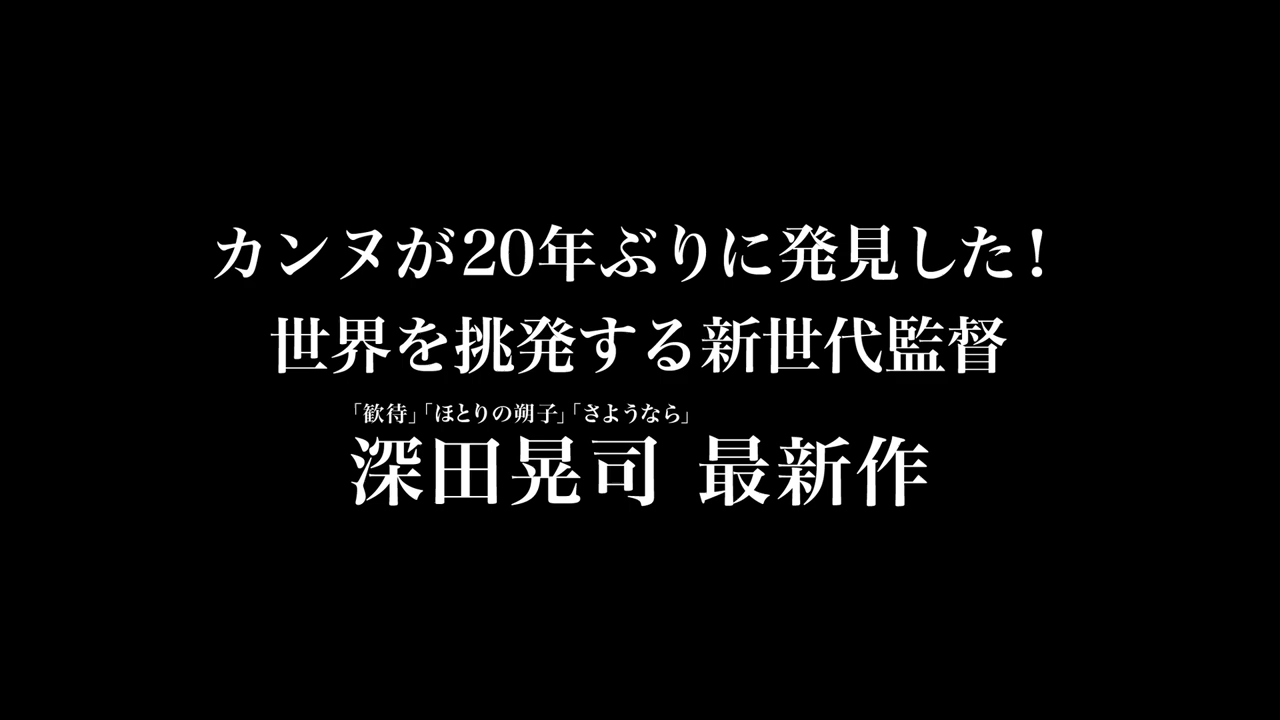 カンヌが20年ぶりに発見した!
世界を挑発する新世代監督
「歓待」「ほとりの朔子」「さようなら」
深田晃司 最新作